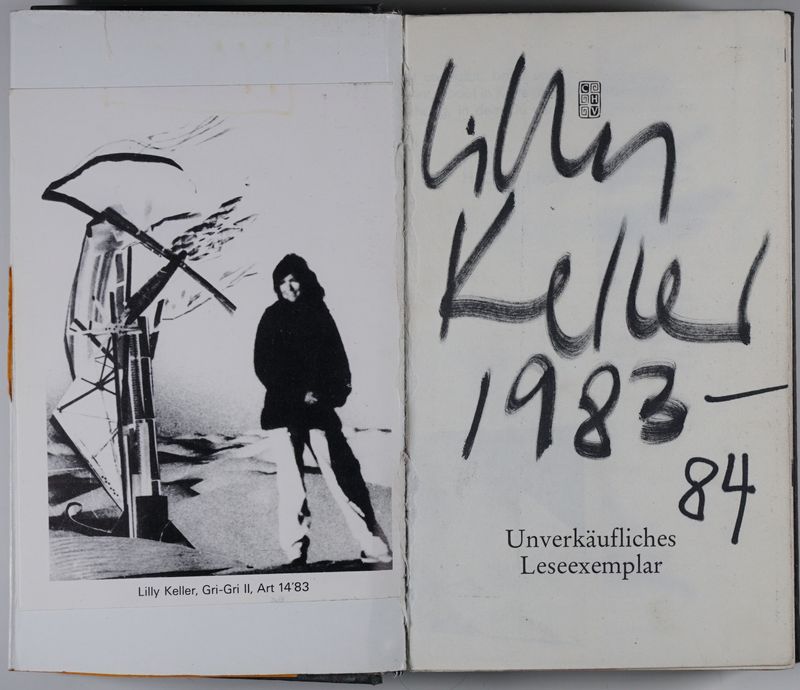 Lilly Keller, Gri-Gri II, Art 14'83
C
H
V
Lilly
Keller
1983 –
84
Unverkäufliches
Leseexemplar